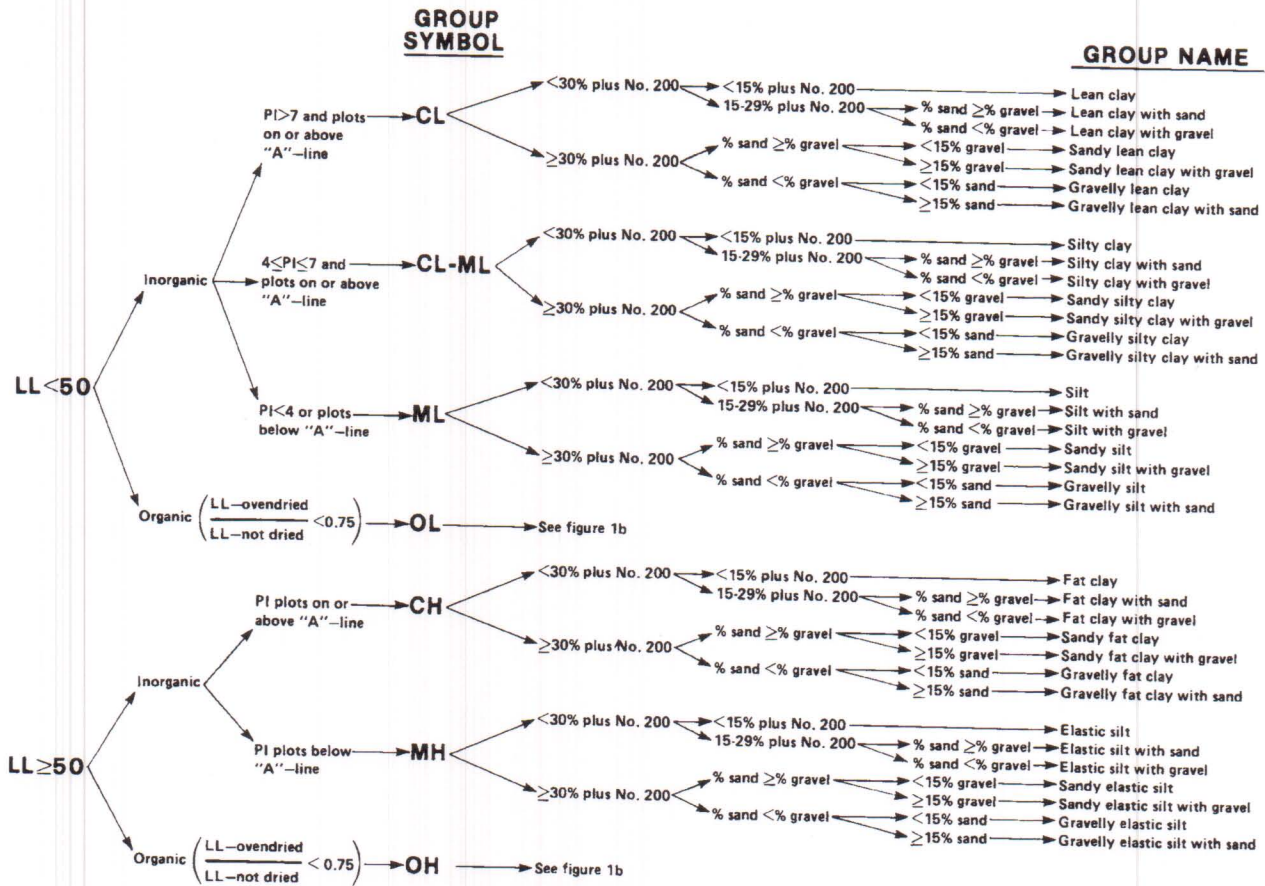 GROUP SYMBOL
GROUP NAME
LL<50
Inorganic
PI>7 and plots on or above "A"−line
CL
<30% plus No. 200
<15% plus No. 200
Lean clay
15-29% plus No. 200
% sand ≥% gravel
Lean clay with sand
% sand <% gravel
Lean clay with gravel
≥30% plus No. 200
% sand ≥% gravel
<15% gravel
Sandy lean clay
≥15% gravel
Sandy lean clay with gravel
% sand <% gravel
<15% sand
Gravelly lean clay
≥15% sand
Gravelly lean clay with sand
4≤PI≤7 and plots on or above "A"−line
CL-ML
<30% plus No. 200
<15% plus No. 200
Silty clay
15-29% plus No. 200
% sand ≥% gravel
Silty clay with sand
% sand <% gravel
Silty clay with gravel
≥30% plus No. 200
% sand ≥% gravel
<15% gravel
Sandy silty clay
≥15% gravel
Sandy silty clay with gravel
% sand <% gravel
<15% sand
Gravelly silty clay
≥15% sand
Gravelly silty clay with sand
PI<4 or plots below "A"−line
ML
<30% plus No. 200
<15% plus No. 200
Silt
15-29% plus No. 200
% sand ≥% gravel
Silt with sand
% sand <% gravel
Silt with gravel
≥30% plus No. 200
% sand ≥% gravel
<15% gravel
Sandy silt
≥15% gravel
Sandy silt with gravel
% sand <% gravel
<15% sand
Gravelly silt
≥15% sand
Gravelly silt with sand
Organic (LL−ovendried / LL−not dried <0.75)
OL
See figure 1b
LL≥50
Inorganic
PI plots on or above "A"−line
CH
<30% plus No. 200
<15% plus No. 200
Fat clay
15-29% plus No. 200
% sand ≥% gravel
Fat clay with sand
% sand <% gravel
Fat clay with gravel
≥30% plus No. 200
% sand ≥% gravel
<15% gravel
Sandy fat clay
≥15% gravel
Sandy fat clay with gravel
% sand <% gravel
<15% sand
Gravelly fat clay
≥15% sand
Gravelly fat clay with sand
PI plots below "A"−line
MH
<30% plus No. 200
<15% plus No. 200
Elastic silt
15-29% plus No. 200
% sand ≥% gravel
Elastic silt with sand
% sand <% gravel
Elastic silt with gravel
≥30% plus No. 200
% sand ≥% gravel
<15% gravel
Sandy elastic silt
≥15% gravel
Sandy elastic silt with gravel
% sand <% gravel
<15% sand
Gravelly elastic silt
≥15% sand
Gravelly elastic silt with sand
Organic (LL−ovendried / LL−not dried < 0.75)
OH
See figure 1b